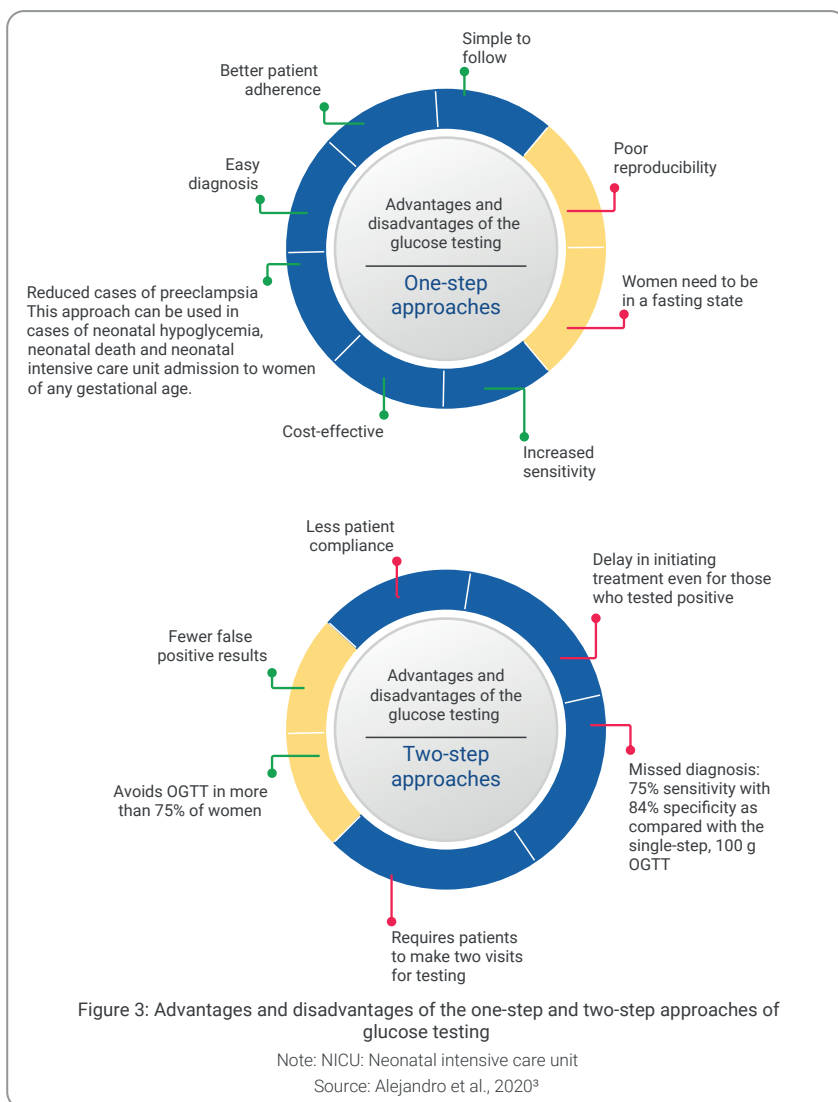 Simple to
follow
Better patient
adherence
Easy
diagnosis
Poor
reproducibility
Advantages and
disadvantages of the
glucose testing
One-step
approaches
Women need to be
in a fasting state
Reduced cases of preeclampsia
This approach can be used in
cases of neonatal hypoglycemia,
neonatal death and neonatal
intensive care unit admission to women
of any gestational age.
Cost-effective
Increased
sensitivity
Less patient
compliance
Delay in initiating
treatment even for those
who tested positive
Fewer false
positive results
Advantages and
disadvantages of the
glucose testing
Two-step
approaches
Avoids OGTT in more
than 75% of women
Missed diagnosis:
75% sensitivity with
84% specificity as
compared with the
single-step, 100 g
OGTT
Requires patients
to make two visits
for testing
Figure 3: Advantages and disadvantages of the one-step and two-step approaches of
glucose testing
Note: NICU: Neonatal intensive care unit
Source: Alejandro et al., 2020³